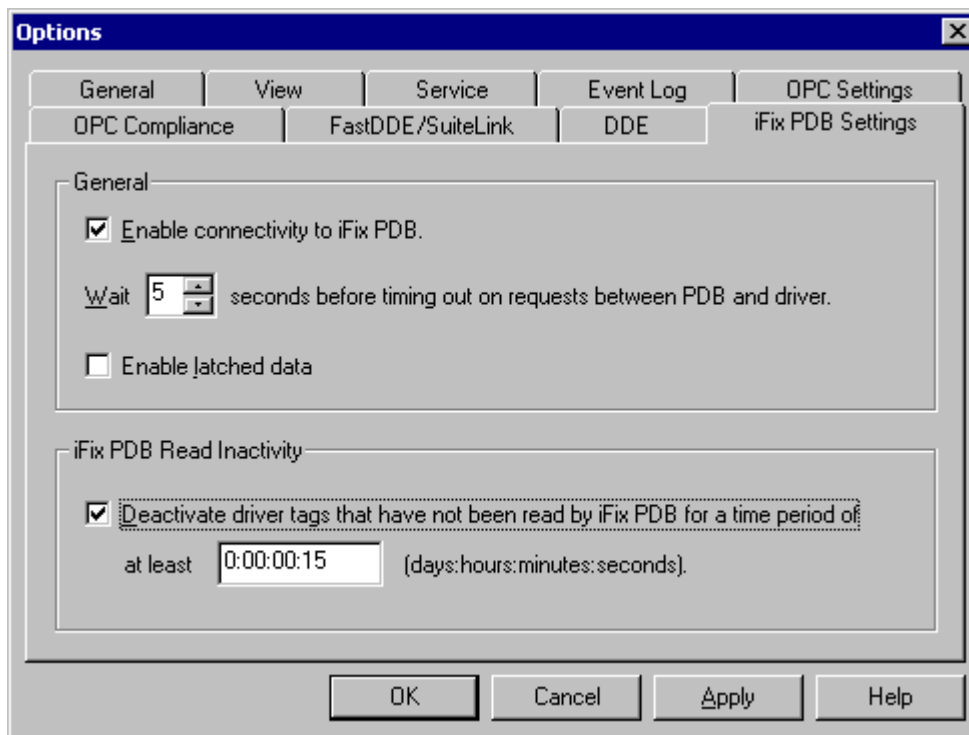 Options
General View Service Event Log OPC Settings
OPC Compliance FastDDE/SuiteLink DDE iFix PDB Settings
General
Enable connectivity to iFix PDB.
Wait 5 seconds before timing out on requests between PDB and driver.
Enable latched data
iFix PDB Read Inactivity
Deactivate driver tags that have not been read by iFix PDB for a time period of
at least 0:00:00:15 (days:hours:minutes:seconds).
OK Cancel Apply Help